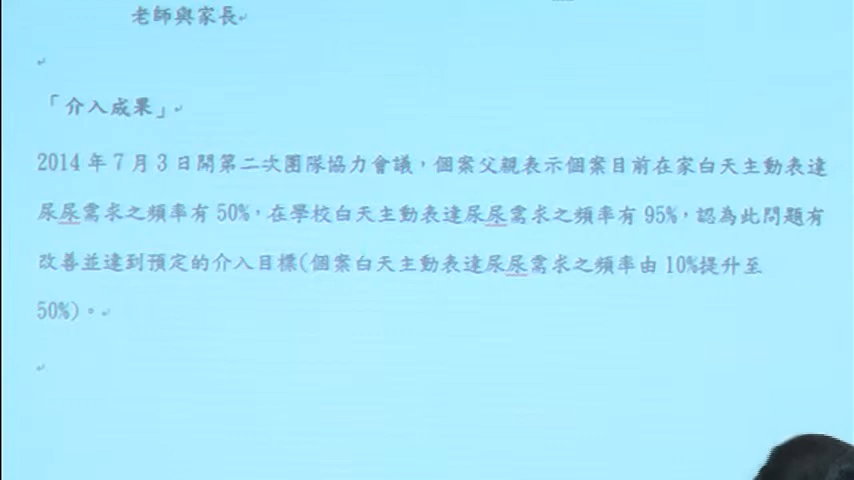 老師與家長
「介入成果」
2014 年 7 月 3 日開第二次團隊協力會議，個案父親表示個案目前在家白天主動表達
尿尿需求之頻率有 50%，在學校白天主動表達尿尿需求之頻率有 95%，認為此問題有
改善並達到預定的介入目標(個案白天主動表達尿尿需求之頻率由 10%提升至
50%)。